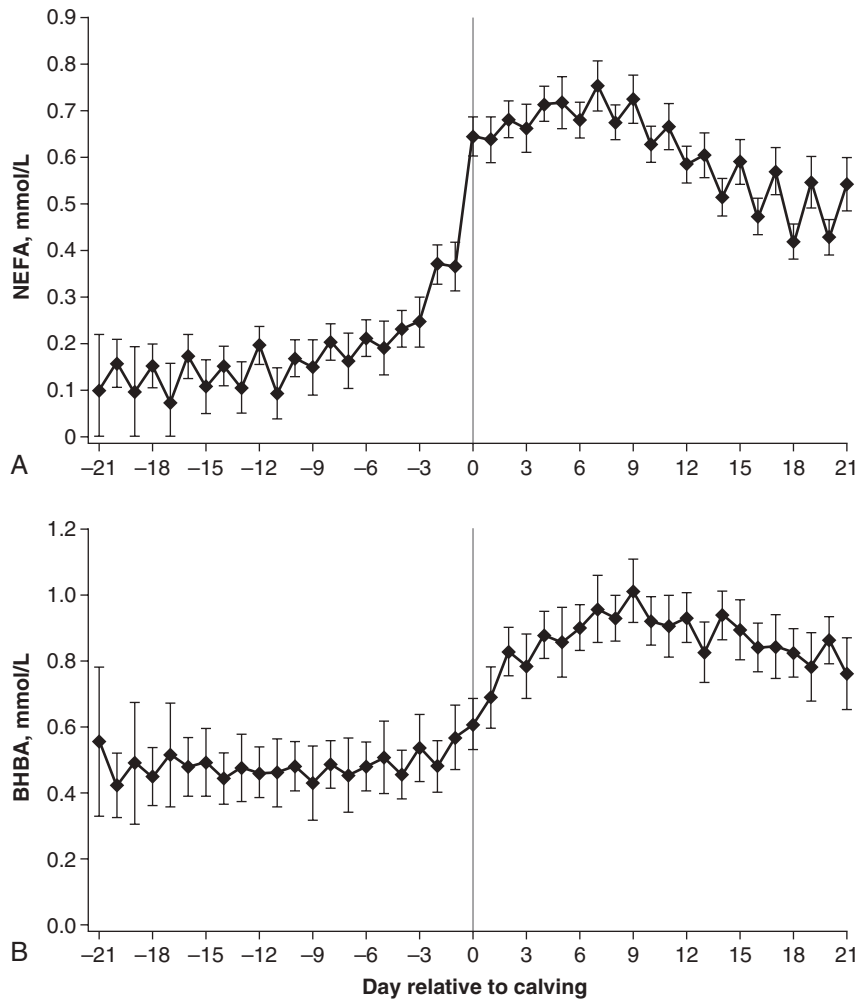 0.9
0.8
0.7
0.6
0.5
0.4
0.3
0.2
0.1
0
NEFA, mmol/L
A
–21 –18 –15 –12 –9 –6 –3 0 3 6 9 12 15 18 21
1.2
1.0
0.8
0.6
0.4
0.2
0.0
BHBA, mmol/L
B
–21 –18 –15 –12 –9 –6 –3 0 3 6 9 12 15 18 21
Day relative to calving